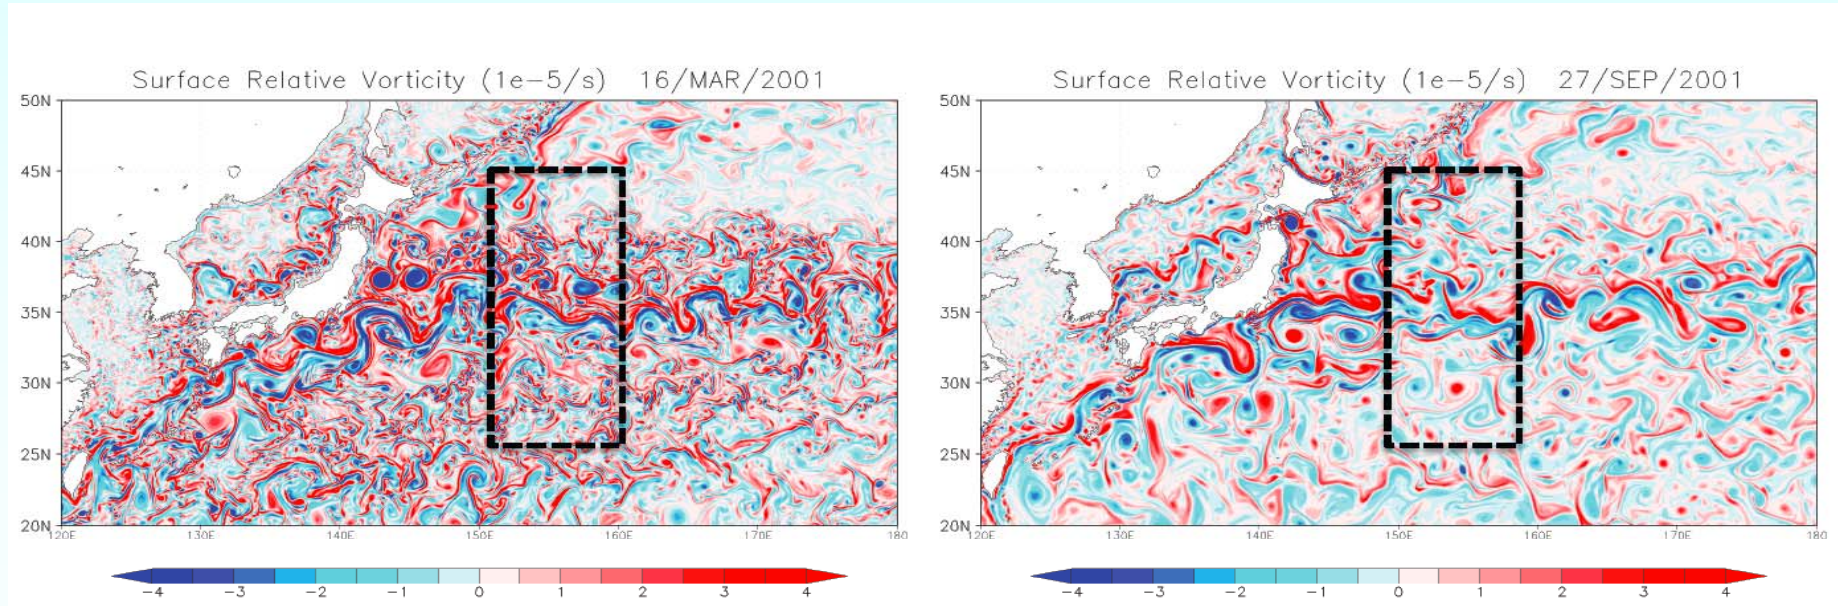 Surface Relative Vorticity (1e−5/s) 16/MAR/2001
50N
45N
40N
35N
30N
25N
20N
120E 130E 140E 150E 160E 170E 180
−4 −3 −2 −1 0 1 2 3 4
Surface Relative Vorticity (1e−5/s) 27/SEP/2001
50N
45N
40N
35N
30N
25N
20N
120E 130E 140E 150E 160E 170E 180
−4 −3 −2 −1 0 1 2 3 4